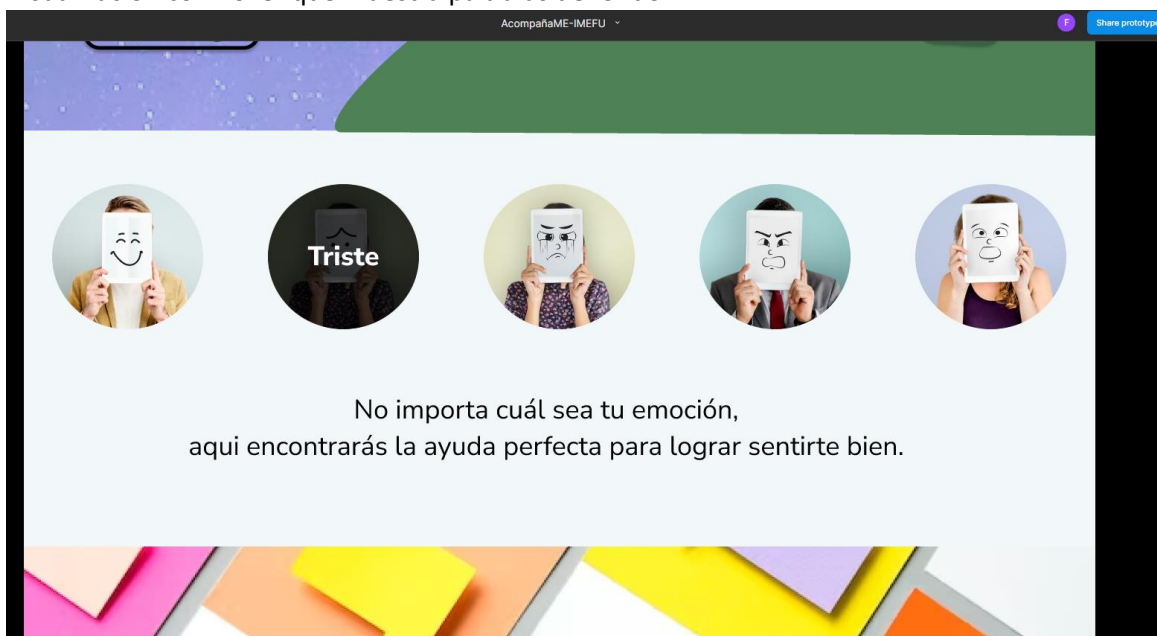 AcompañaME-IMEFU
F
Share prototype
Triste
No importa cuál sea tu emoción,
aqui encontrarás la ayuda perfecta para lograr sentirte bien.